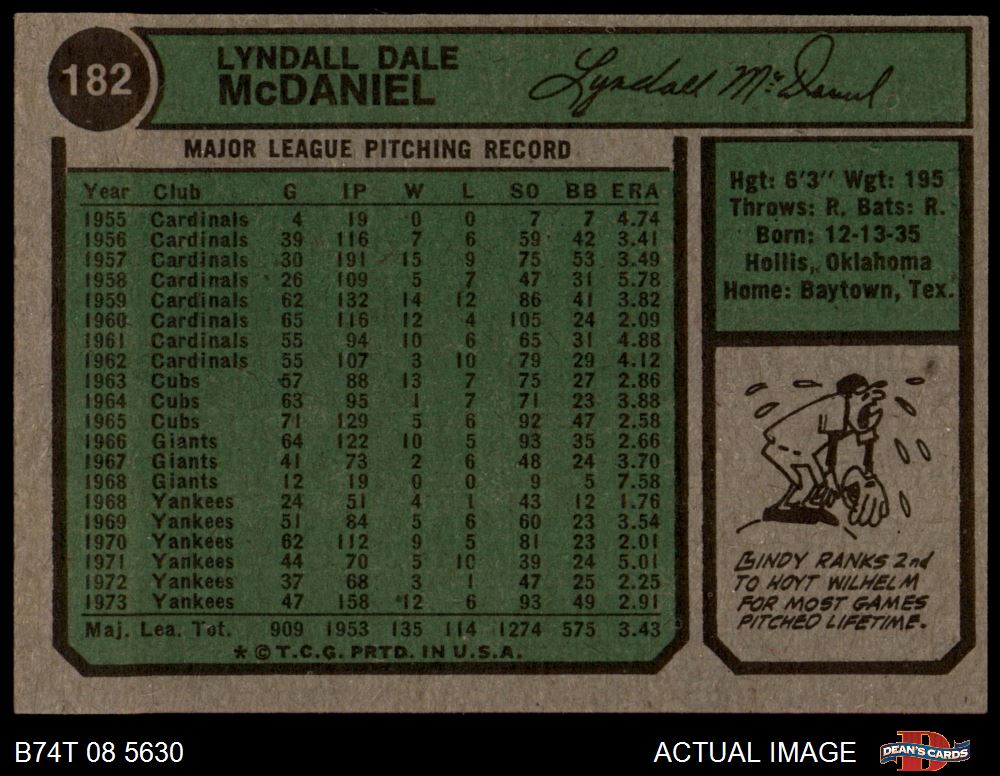 182
LYNDALL DALE
McDANIEL
Lyndall McDaniel
MAJOR LEAGUE PITCHING RECORD
Year Club G IP W L SO BB ERA
1955 Cardinals 4 19 0 0 7 7 4.74
1956 Cardinals 39 116 7 6 59 42 3.41
1957 Cardinals 30 191 15 9 75 53 3.49
1958 Cardinals 26 109 5 7 47 31 5.78
1959 Cardinals 62 132 14 12 86 41 3.82
1960 Cardinals 65 116 12 4 105 24 2.09
1961 Cardinals 55 94 10 6 65 31 4.88
1962 Cardinals 55 107 3 10 79 29 4.12
1963 Cubs 57 88 13 7 75 27 2.86
1964 Cubs 63 95 1 7 71 23 3.88
1965 Cubs 71 129 5 6 92 47 2.58
1966 Giants 64 122 10 5 93 35 2.66
1967 Giants 41 73 2 6 48 24 3.70
1968 Giants 12 19 0 0 9 5 7.58
1968 Yankees 24 51 4 1 43 12 1.76
1969 Yankees 51 84 5 6 60 23 3.54
1970 Yankees 62 112 9 5 81 23 2.01
1971 Yankees 44 70 5 10 39 24 5.01
1972 Yankees 37 68 3 1 47 25 2.25
1973 Yankees 47 158 12 6 93 49 2.91
Maj. Lea. Tot. 909 1953 135 114 1274 575 3.43
* © T.C.G. PRTD. IN U.S.A.
Hgt: 6'3" Wgt: 195
Throws: R. Bats: R.
Born: 12-13-35
Hollis, Oklahoma
Home: Baytown, Tex.
LINDY RANKS 2nd
TO HOYT WILHELM
FOR MOST GAMES
PITCHED LIFETIME.
B74T 08 5630
ACTUAL IMAGE
DEAN'S CARDS